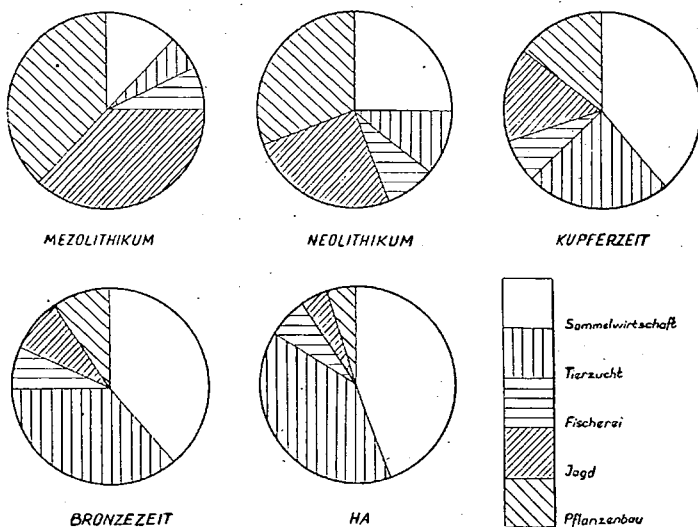 MEZOLITHIKUM
NEOLITHIKUM
KUPFERZEIT
BRONZEZEIT
HA
Sammelwirtschaft
Tierzucht
Fischerei
Jagd
Pflanzenbau